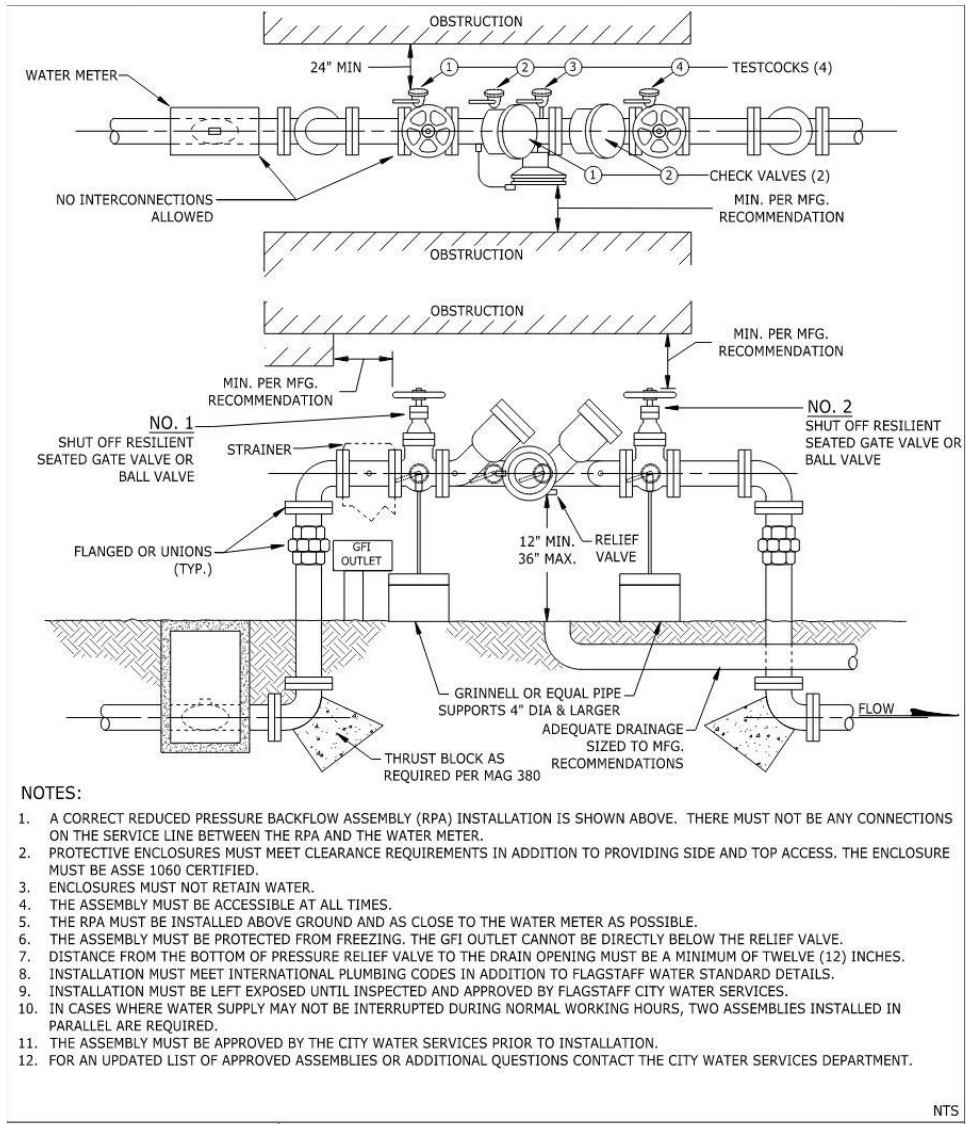 OBSTRUCTION
24" MIN
1
2
3
4
TESTCOCKS (4)
WATER METER
1
2
CHECK VALVES (2)
NO INTERCONNECTIONS
ALLOWED
MIN. PER MFG.
RECOMMENDATION
OBSTRUCTION
OBSTRUCTION
MIN. PER MFG.
RECOMMENDATION
MIN. PER MFG.
RECOMMENDATION
NO. 1
SHUT OFF RESILIENT
SEATED GATE VALVE OR
BALL VALVE
STRAINER
NO. 2
SHUT OFF RESILIENT
SEATED GATE VALVE OR
BALL VALVE
FLANGED OR UNIONS
(TYP.)
GFI
OUTLET
12" MIN.
36" MAX.
RELIEF
VALVE
GRINNELL OR EQUAL PIPE
SUPPORTS 4" DIA & LARGER
ADEQUATE DRAINAGE
SIZED TO MFG.
RECOMMENDATIONS
FLOW
THRUST BLOCK AS
REQUIRED PER MAG 380
NOTES:
1. A CORRECT REDUCED PRESSURE BACKFLOW ASSEMBLY (RPA) INSTALLATION IS SHOWN ABOVE. THERE MUST NOT BE ANY CONNECTIONS
ON THE SERVICE LINE BETWEEN THE RPA AND THE WATER METER.
2. PROTECTIVE ENCLOSURES MUST MEET CLEARANCE REQUIREMENTS IN ADDITION TO PROVIDING SIDE AND TOP ACCESS. THE ENCLOSURE
MUST BE ASSE 1060 CERTIFIED.
3. ENCLOSURES MUST NOT RETAIN WATER.
4. THE ASSEMBLY MUST BE ACCESSIBLE AT ALL TIMES.
5. THE RPA MUST BE INSTALLED ABOVE GROUND AND AS CLOSE TO THE WATER METER AS POSSIBLE.
6. THE ASSEMBLY MUST BE PROTECTED FROM FREEZING. THE GFI OUTLET CANNOT BE DIRECTLY BELOW THE RELIEF VALVE.
7. DISTANCE FROM THE BOTTOM OF PRESSURE RELIEF VALVE TO THE DRAIN OPENING MUST BE A MINIMUM OF TWELVE (12) INCHES.
8. INSTALLATION MUST MEET INTERNATIONAL PLUMBING CODES IN ADDITION TO FLAGSTAFF WATER STANDARD DETAILS.
9. INSTALLATION MUST BE LEFT EXPOSED UNTIL INSPECTED AND APPROVED BY FLAGSTAFF CITY WATER SERVICES.
10. IN CASES WHERE WATER SUPPLY MAY NOT BE INTERRUPTED DURING NORMAL WORKING HOURS, TWO ASSEMBLIES INSTALLED IN
PARALLEL ARE REQUIRED.
11. THE ASSEMBLY MUST BE APPROVED BY THE CITY WATER SERVICES PRIOR TO INSTALLATION.
12. FOR AN UPDATED LIST OF APPROVED ASSEMBLIES OR ADDITIONAL QUESTIONS CONTACT THE CITY WATER SERVICES DEPARTMENT.
NTS